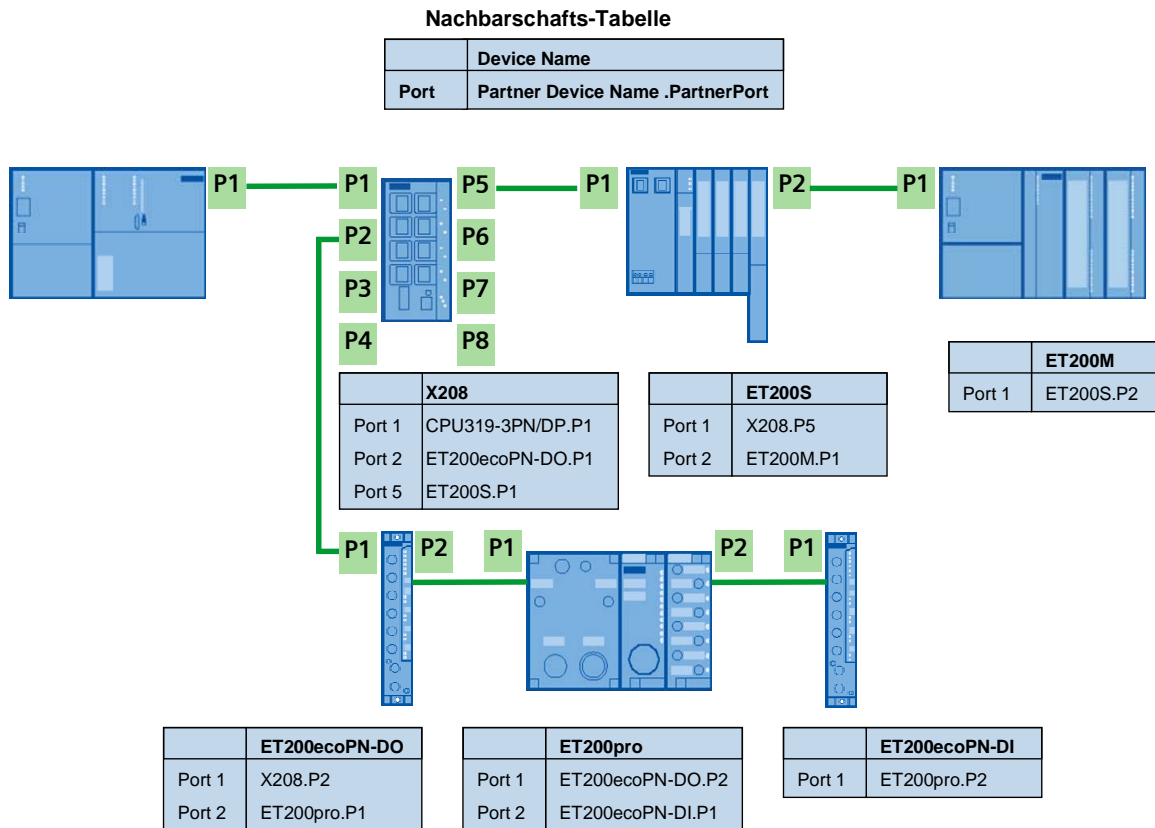 Nachbarschafts-Tabelle
Device Name
Port Partner Device Name .PartnerPort
P1 P1 P5 P1 P2 P1
P2 P6
P3 P7
P4 P8
X208
Port 1 CPU319-3PN/DP.P1
Port 2 ET200ecoPN-DO.P1
Port 5 ET200S.P1
ET200S
Port 1 X208.P5
Port 2 ET200M.P1
ET200M
Port 1 ET200S.P2
P1 P2 P1 P2 P1
ET200ecoPN-DO
Port 1 X208.P2
Port 2 ET200pro.P1
ET200pro
Port 1 ET200ecoPN-DO.P2
Port 2 ET200ecoPN-DI.P1
ET200ecoPN-DI
Port 1 ET200pro.P2